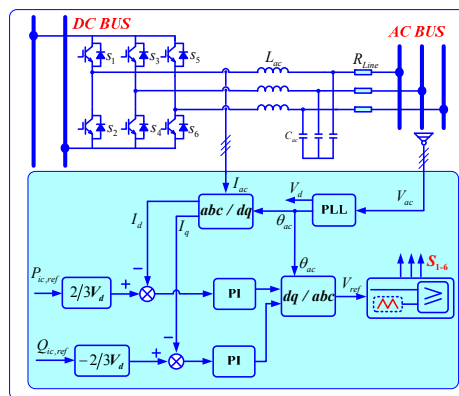 DC BUS
AC BUS
S1 S3 S5
Lac
RLine
S2 S4 S6
Cac
Iac
Vd
Vac
abc / dq
PLL
Id
Iq
θac
θac
S1-6
Pic,ref
2/3Vd
− +
PI
dq / abc
Vref
≥
Qic,ref
−2/3Vd
− +
PI